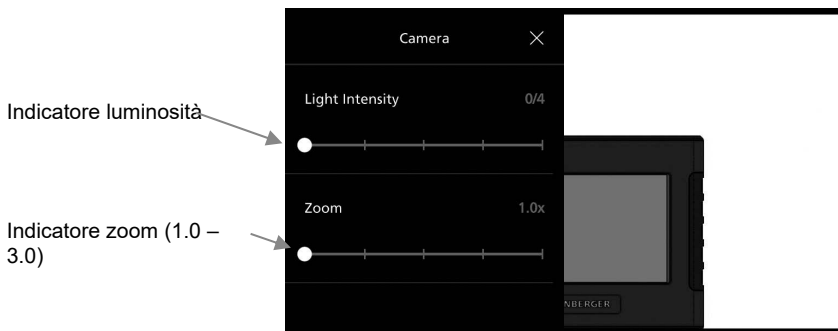 Camera
Light Intensity 0/4
Indicatore luminosità
Zoom 1.0x
Indicatore zoom (1.0 –
3.0)
NBERGER